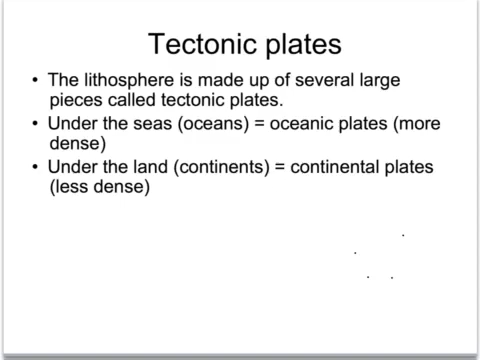 Tectonic plates
• The lithosphere is made up of several large
pieces called tectonic plates.
• Under the seas (oceans) = oceanic plates (more
dense)
• Under the land (continents) = continental plates
(less dense)